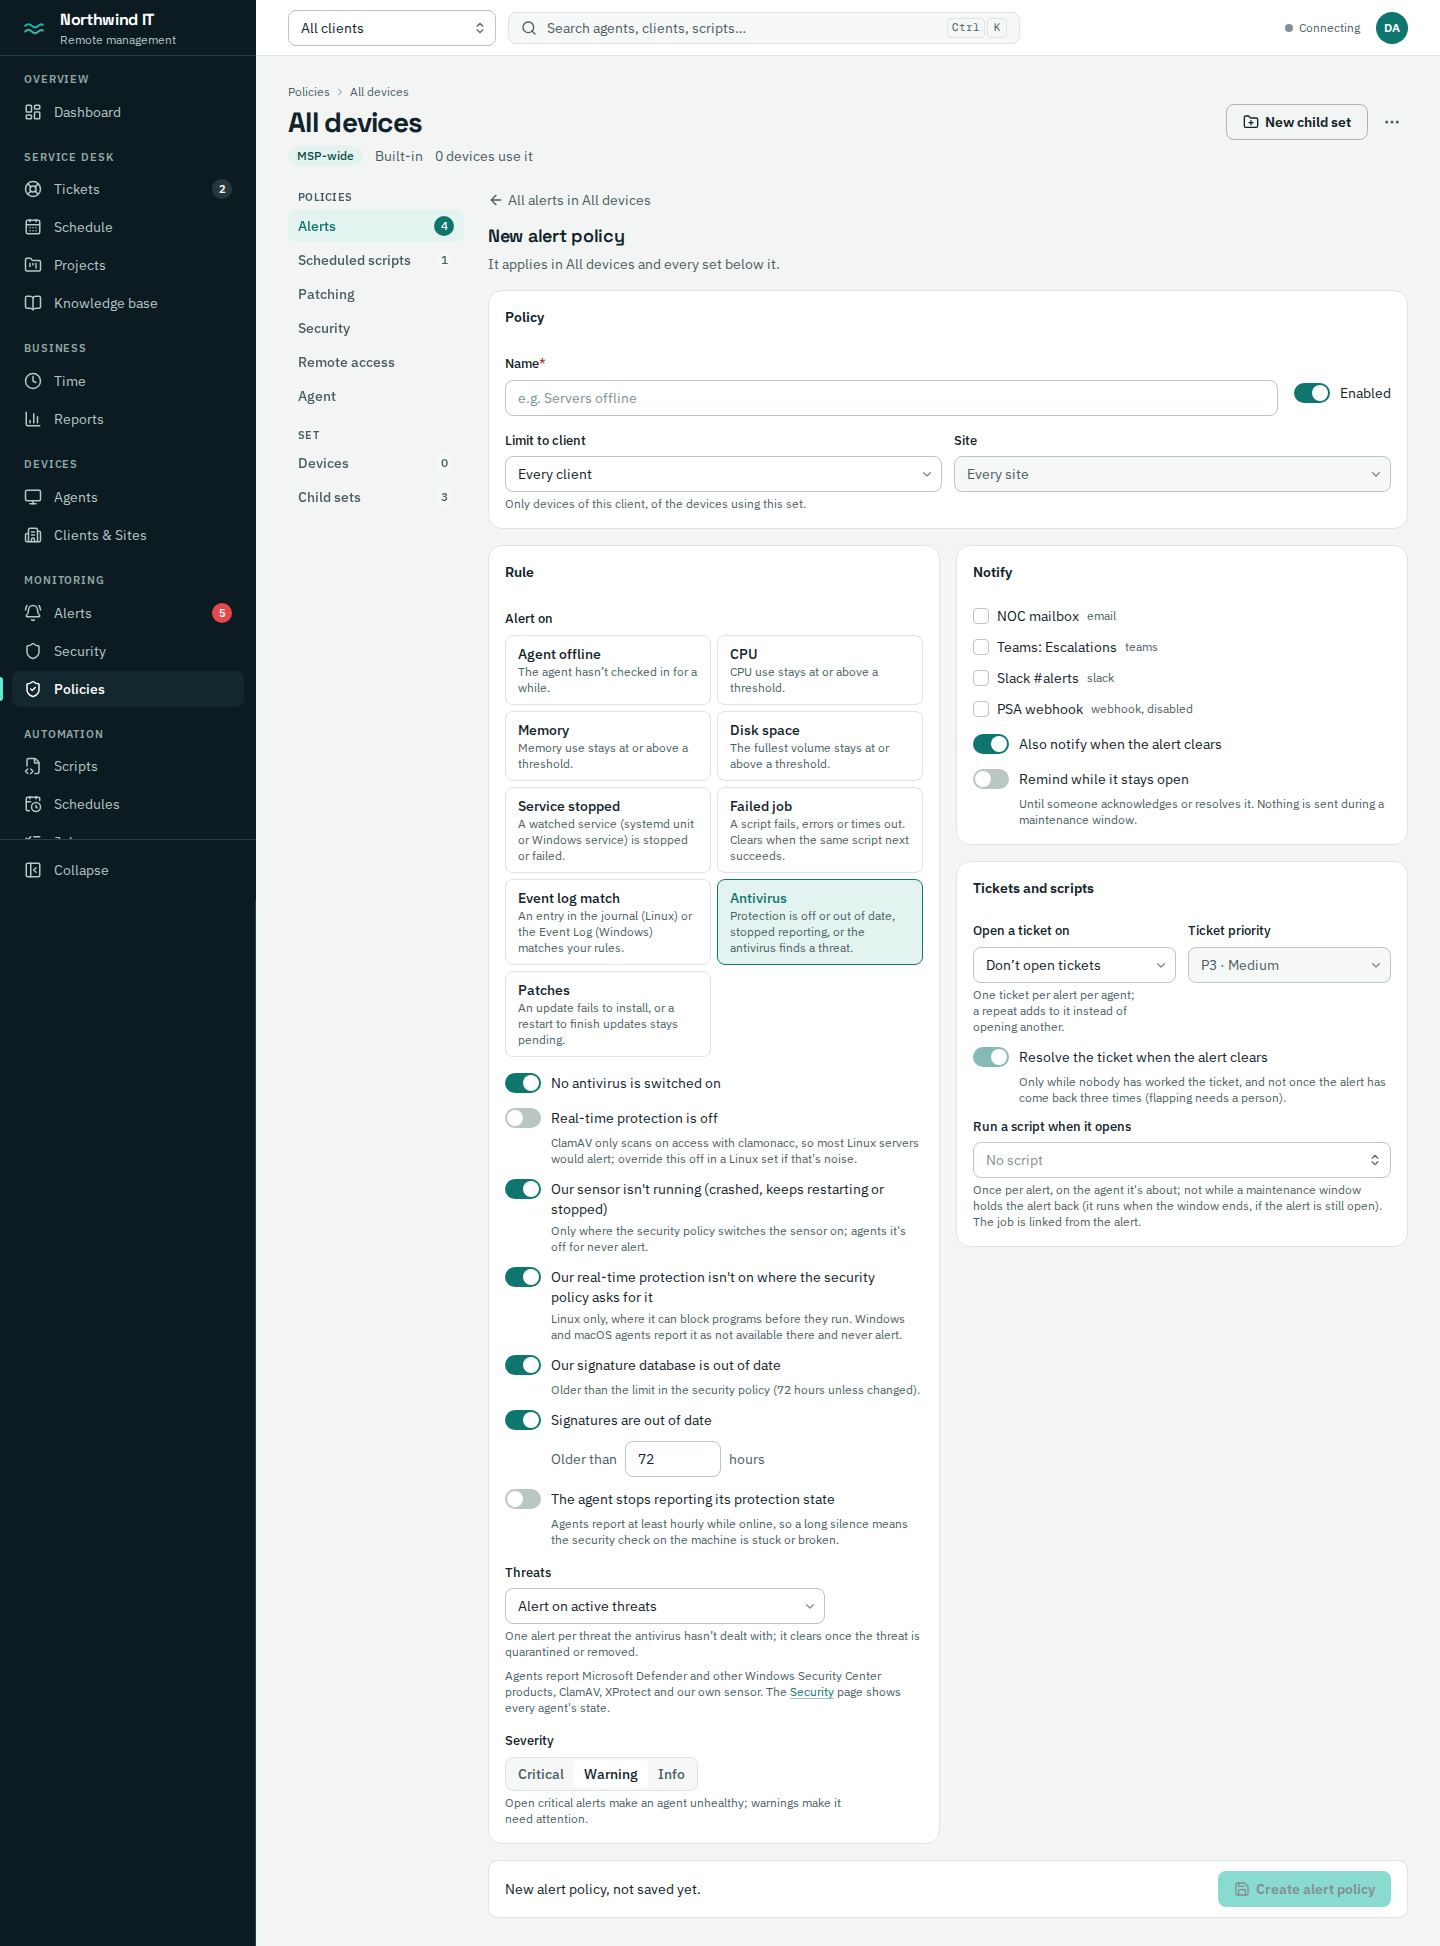 Northwind IT
Remote management
All clients
Search agents, clients, scripts...
Ctrl K
Connecting
DA
OVERVIEW
Dashboard
SERVICE DESK
Tickets 2
Schedule
Projects
Knowledge base
BUSINESS
Time
Reports
DEVICES
Agents
Clients & Sites
MONITORING
Alerts 5
Security
Policies
AUTOMATION
Scripts
Schedules
Collapse
Policies > All devices
All devices
MSP-wide Built-in 0 devices use it
New child set
POLICIES
Alerts 4
Scheduled scripts 1
Patching
Security
Remote access
Agent
SET
Devices 0
Child sets 3
All alerts in All devices
New alert policy
It applies in All devices and every set below it.
Policy
Name*
e.g. Servers offline
Enabled
Limit to client
Every client
Only devices of this client, of the devices using this set.
Site
Every site
Rule
Alert on
Agent offline
The agent hasn’t checked in for a
while.
CPU
CPU use stays at or above a
threshold.
Memory
Memory use stays at or above a
threshold.
Disk space
The fullest volume stays at or
above a threshold.
Service stopped
A watched service (systemd unit
or Windows service) is stopped
or failed.
Failed job
A script fails, errors or times out.
Clears when the same script next
succeeds.
Event log match
An entry in the journal (Linux) or
the Event Log (Windows)
matches your rules.
Antivirus
Protection is off or out of date,
stopped reporting, or the
antivirus finds a threat.
Patches
An update fails to install, or a
restart to finish updates stays
pending.
No antivirus is switched on
Real-time protection is off
ClamAV only scans on access with clamonacc, so most Linux servers
would alert; override this off in a Linux set if that's noise.
Our sensor isn't running (crashed, keeps restarting or
stopped)
Only where the security policy switches the sensor on; agents it's
off for never alert.
Our real-time protection isn't on where the security
policy asks for it
Linux only, where it can block programs before they run. Windows
and macOS agents report it as not available there and never alert.
Our signature database is out of date
Older than the limit in the security policy (72 hours unless changed).
Signatures are out of date
Older than 72 hours
The agent stops reporting its protection state
Agents report at least hourly while online, so a long silence means
the security check on the machine is stuck or broken.
Threats
Alert on active threats
One alert per threat the antivirus hasn’t dealt with; it clears once the threat is
quarantined or removed.
Agents report Microsoft Defender and other Windows Security Center
products, ClamAV, XProtect and our own sensor. The Security page shows
every agent's state.
Severity
Critical Warning Info
Open critical alerts make an agent unhealthy; warnings make it
need attention.
Notify
NOC mailbox email
Teams: Escalations teams
Slack #alerts slack
PSA webhook webhook, disabled
Also notify when the alert clears
Remind while it stays open
Until someone acknowledges or resolves it. Nothing is sent during a
maintenance window.
Tickets and scripts
Open a ticket on
Don’t open tickets
One ticket per alert per agent;
a repeat adds to it instead of
opening another.
Ticket priority
P3 · Medium
Resolve the ticket when the alert clears
Only while nobody has worked the ticket, and not once the alert has
come back three times (flapping needs a person).
Run a script when it opens
No script
Once per alert, on the agent it's about; not while a maintenance window
holds the alert back (it runs when the window ends, if the alert is still open).
The job is linked from the alert.
New alert policy, not saved yet.
Create alert policy